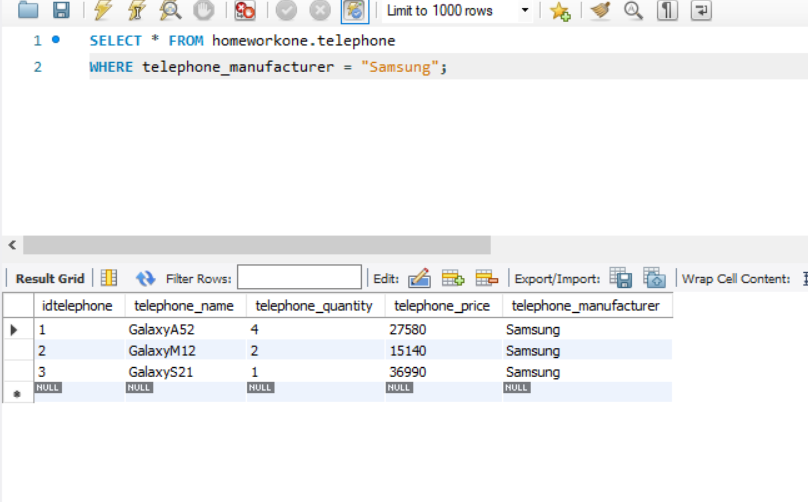 Limit to 1000 rows
1 SELECT * FROM homeworkone.telephone
2 WHERE telephone_manufacturer = "Samsung";
Result Grid Filter Rows: Edit: Export/Import: Wrap Cell Content:
idtelephone telephone_name telephone_quantity telephone_price telephone_manufacturer
1 GalaxyA52 4 27580 Samsung
2 GalaxyM12 2 15140 Samsung
3 GalaxyS21 1 36990 Samsung
NULL NULL NULL NULL NULL